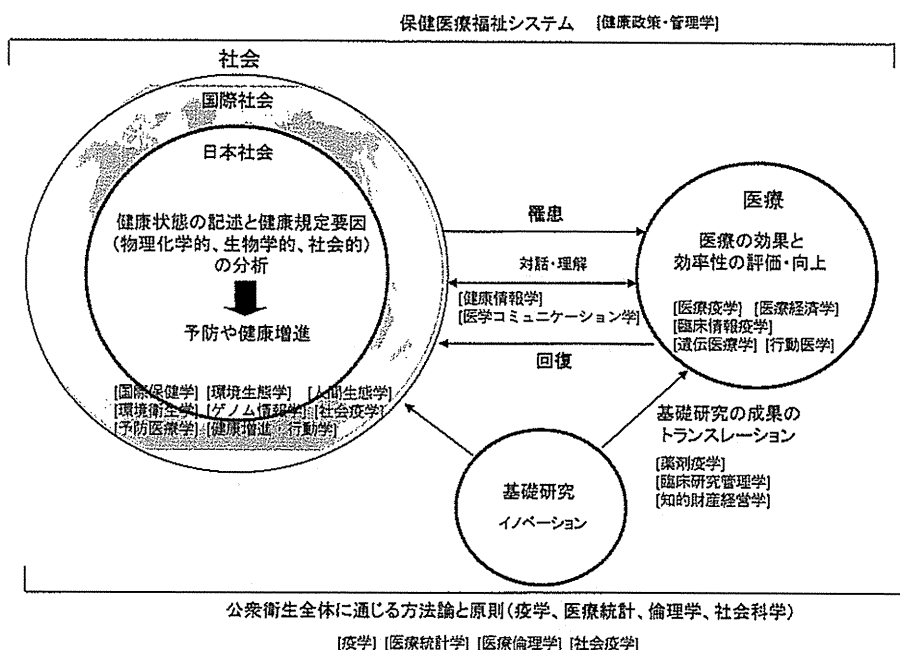 保健医療福祉システム [健康政策・管理学]
社会
国際社会
日本社会
健康状態の記述と健康規定要因
(物理化学的、生物学的、社会的)
の分析
予防や健康増進
[国際保健学] [環境生態学] [人間生態学]
[環境衛生学] [ゲノム情報学] [社会疫学]
[予防医療学] [健康増進 行動学]
罹患
対話・理解
[健康情報学]
[医学コミュニケーション学]
回復
医療
医療の効果と
効率性の評価・向上
[医療疫学] [医療経済学]
[臨床情報疫学]
[遺伝医療学] [行動医学]
基礎研究の成果の
トランスレーション
[薬剤疫学]
[臨床研究管理学]
[知的財産経営学]
基礎研究
イノベーション
公衆衛生全体に通じる方法論と原則(疫学、医療統計、倫理学、社会科学)
[疫学] [医療統計学] [医療倫理学] [社会疫学]